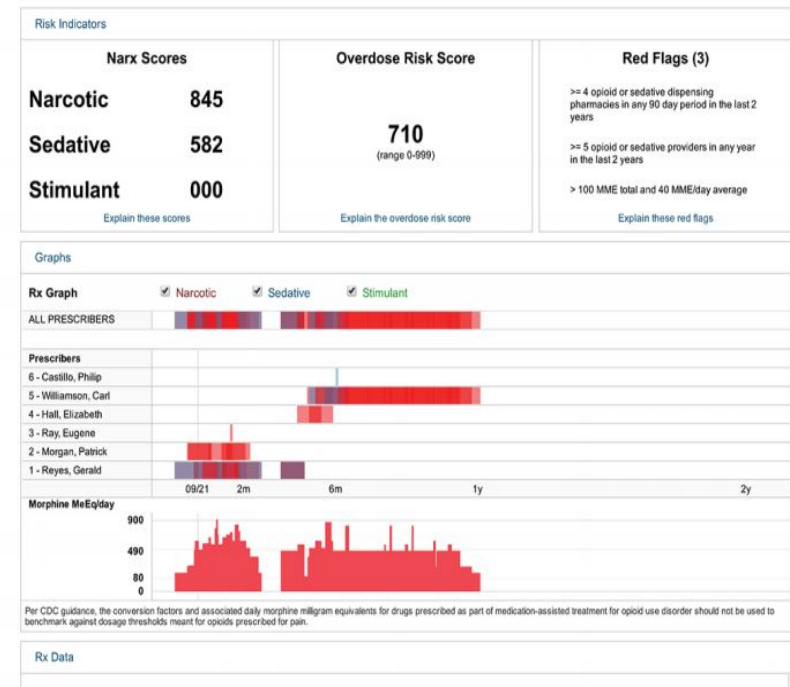 Risk Indicators
Narx Scores
Narcotic 845
Sedative 582
Stimulant 000
Explain these scores
Overdose Risk Score
710
(range 0-999)
Explain the overdose risk score
Red Flags (3)
>= 4 opioid or sedative dispensing
pharmacies in any 90 day period in the last 2
years
>= 5 opioid or sedative providers in any year
in the last 2 years
> 100 MME total and 40 MME/day average
Explain these red flags
Graphs
Rx Graph Narcotic Sedative Stimulant
ALL PRESCRIBERS
Prescribers
6 - Castillo, Philip
5 - Williamson, Carl
4 - Hall, Elizabeth
3 - Ray, Eugene
2 - Morgan, Patrick
1 - Reyes, Gerald
09/21 2m 6m 1y 2y
Morphine MeEq/day
900
490
80
0
Per CDC guidance, the conversion factors and associated daily morphine milligram equivalents for drugs prescribed as part of medication-assisted treatment for opioid use disorder should not be used to
benchmark against dosage thresholds meant for opioids prescribed for pain.
Rx Data